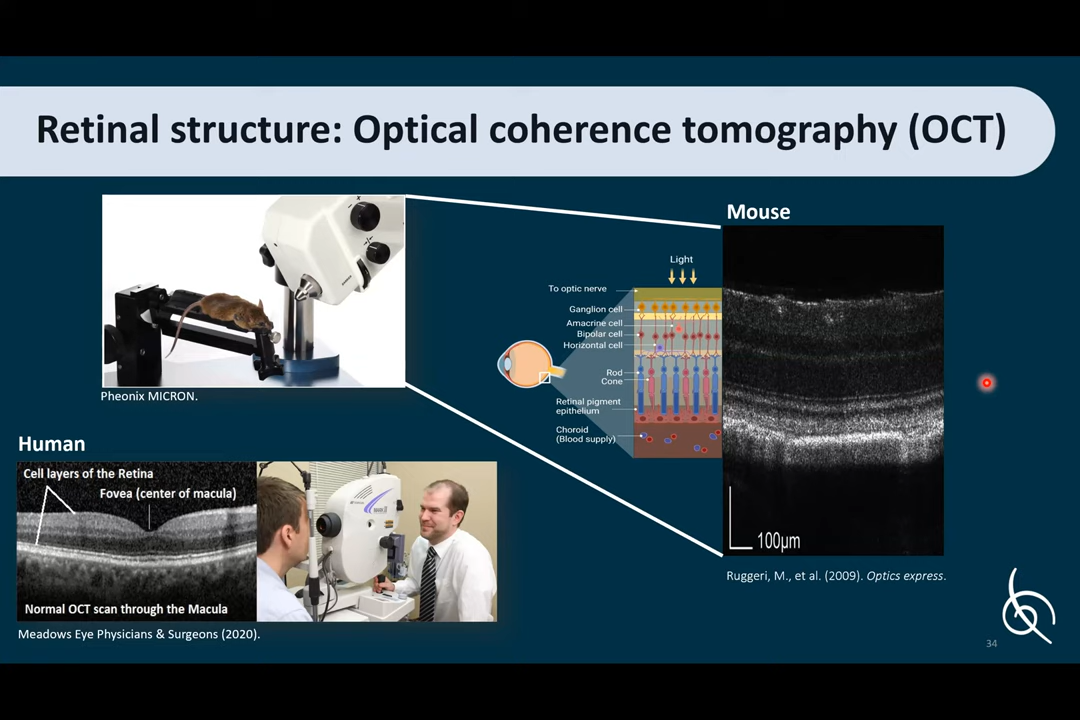 Retinal structure: Optical coherence tomography (OCT)
Pheonix MICRON.
Human
Cell layers of the Retina
Fovea (center of macula)
Normal OCT scan through the Macula
Meadows Eye Physicians & Surgeons (2020).
Light
To optic nerve
Ganglion cell
Amacrine cell
Bipolar cell
Horizontal cell
Rod
Cone
Retinal pigment
epithelium
Choroid
(Blood supply)
Mouse
100µm
Ruggeri, M., et al. (2009). Optics express.
34